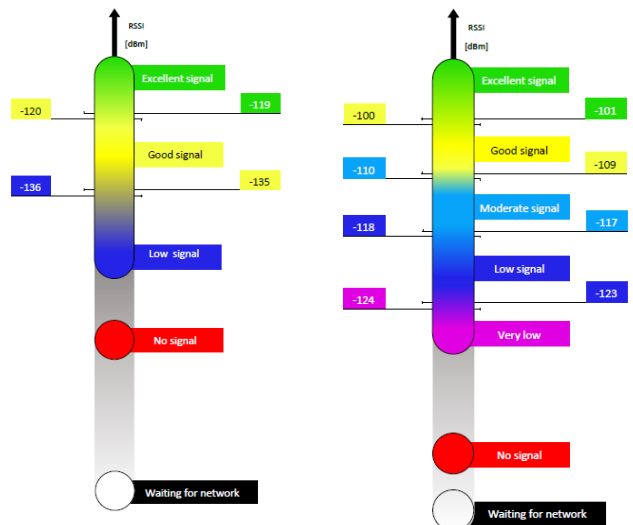 RSSI
[dBm]
Excellent signal
-119
-120
Good signal
-135
-136
Low signal
No signal
Waiting for network
RSSI
[dBm]
Excellent signal
-101
-100
Good signal
-109
-110
Moderate signal
-117
-118
Low signal
-123
-124
Very low
No signal
Waiting for network